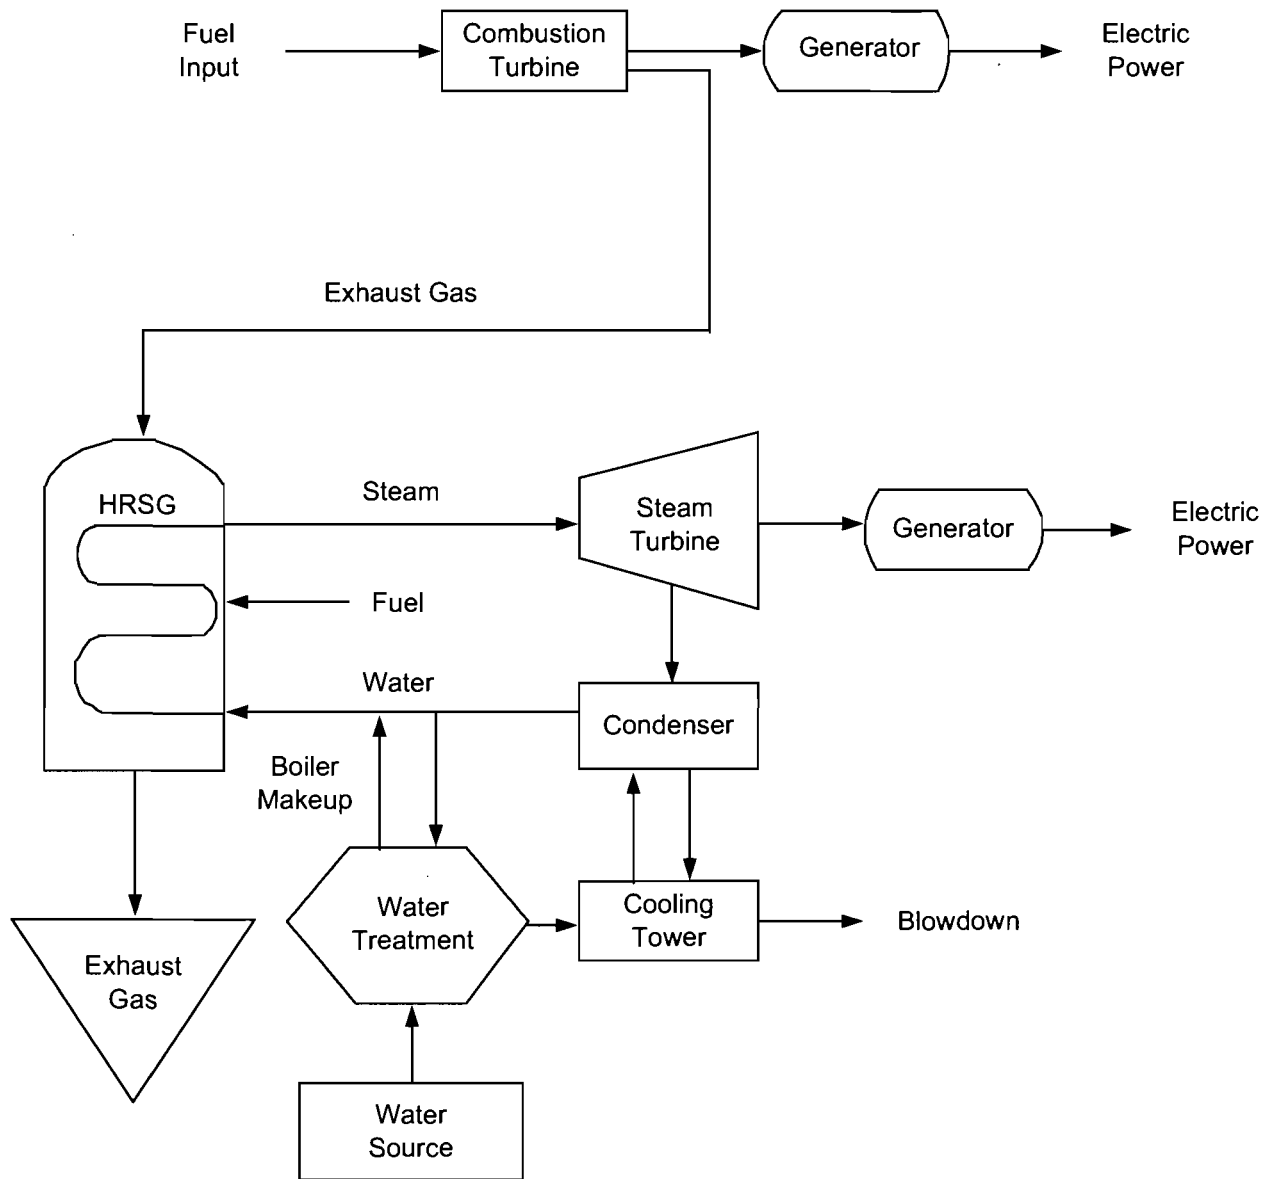 Fuel
Input
Combustion
Turbine
Generator
Electric
Power
Exhaust Gas
HRSG
Steam
Steam
Turbine
Generator
Electric
Power
Fuel
Water
Condenser
Boiler
Makeup
Water
Treatment
Cooling
Tower
Blowdown
Exhaust
Gas
Water
Source